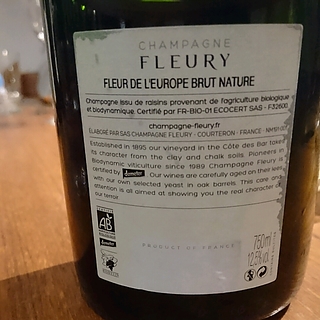 CHAMPAGNE
FLEURY
FLEUR DE L'EUROPE BRUT NATURE
Champagne issu de raisins provenant de l'agriculture biologique
et biodynamique. Certifié par FR-BIO-01 ECOCERT SAS - F32600
champagne-fleury.fr
ÉLABORÉ PAR SAS CHAMPAGNE FLEURY - COURTERON - FRANCE -
Established in 1895 our vineyard in the Côte des Bar takes
its character from the clay and chalk soils. Pioneers in
Biodynamic viticulture since 1989 Champagne Fleury is
certified by demeter Our wines are carefully aged on their lees
with our own selected yeast in oak barrels. This care and
attention is all aimed at showing you the real character of
our terroir.
AB
demeter
PRODUCT OF FRANCE
750ml
12,5% vol.